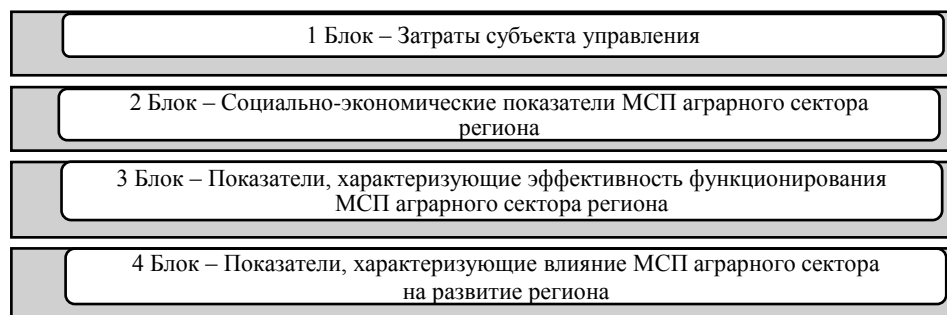 1 Блок – Затраты субъекта управления
2 Блок – Социально-экономические показатели МСП аграрного сектора
региона
3 Блок – Показатели, характеризующие эффективность функционирования
МСП аграрного сектора региона
4 Блок – Показатели, характеризующие влияние МСП аграрного сектора
на развитие региона